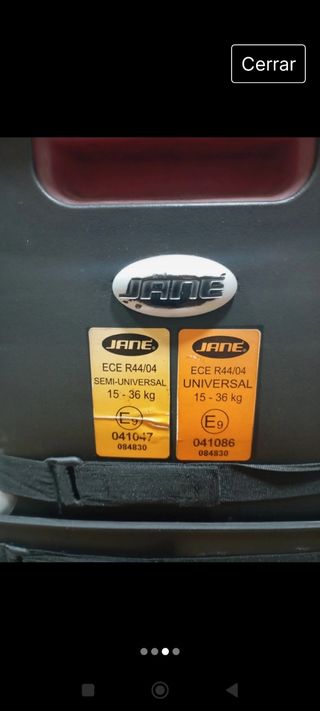 Cerrar
JANÉ
JANÉ
ECE R44/04
SEMI-UNIVERSAL
15 - 36 kg
E9
041047
084830
JANÉ
ECE R44/04
UNIVERSAL
15 - 36 kg
E9
041086
084830